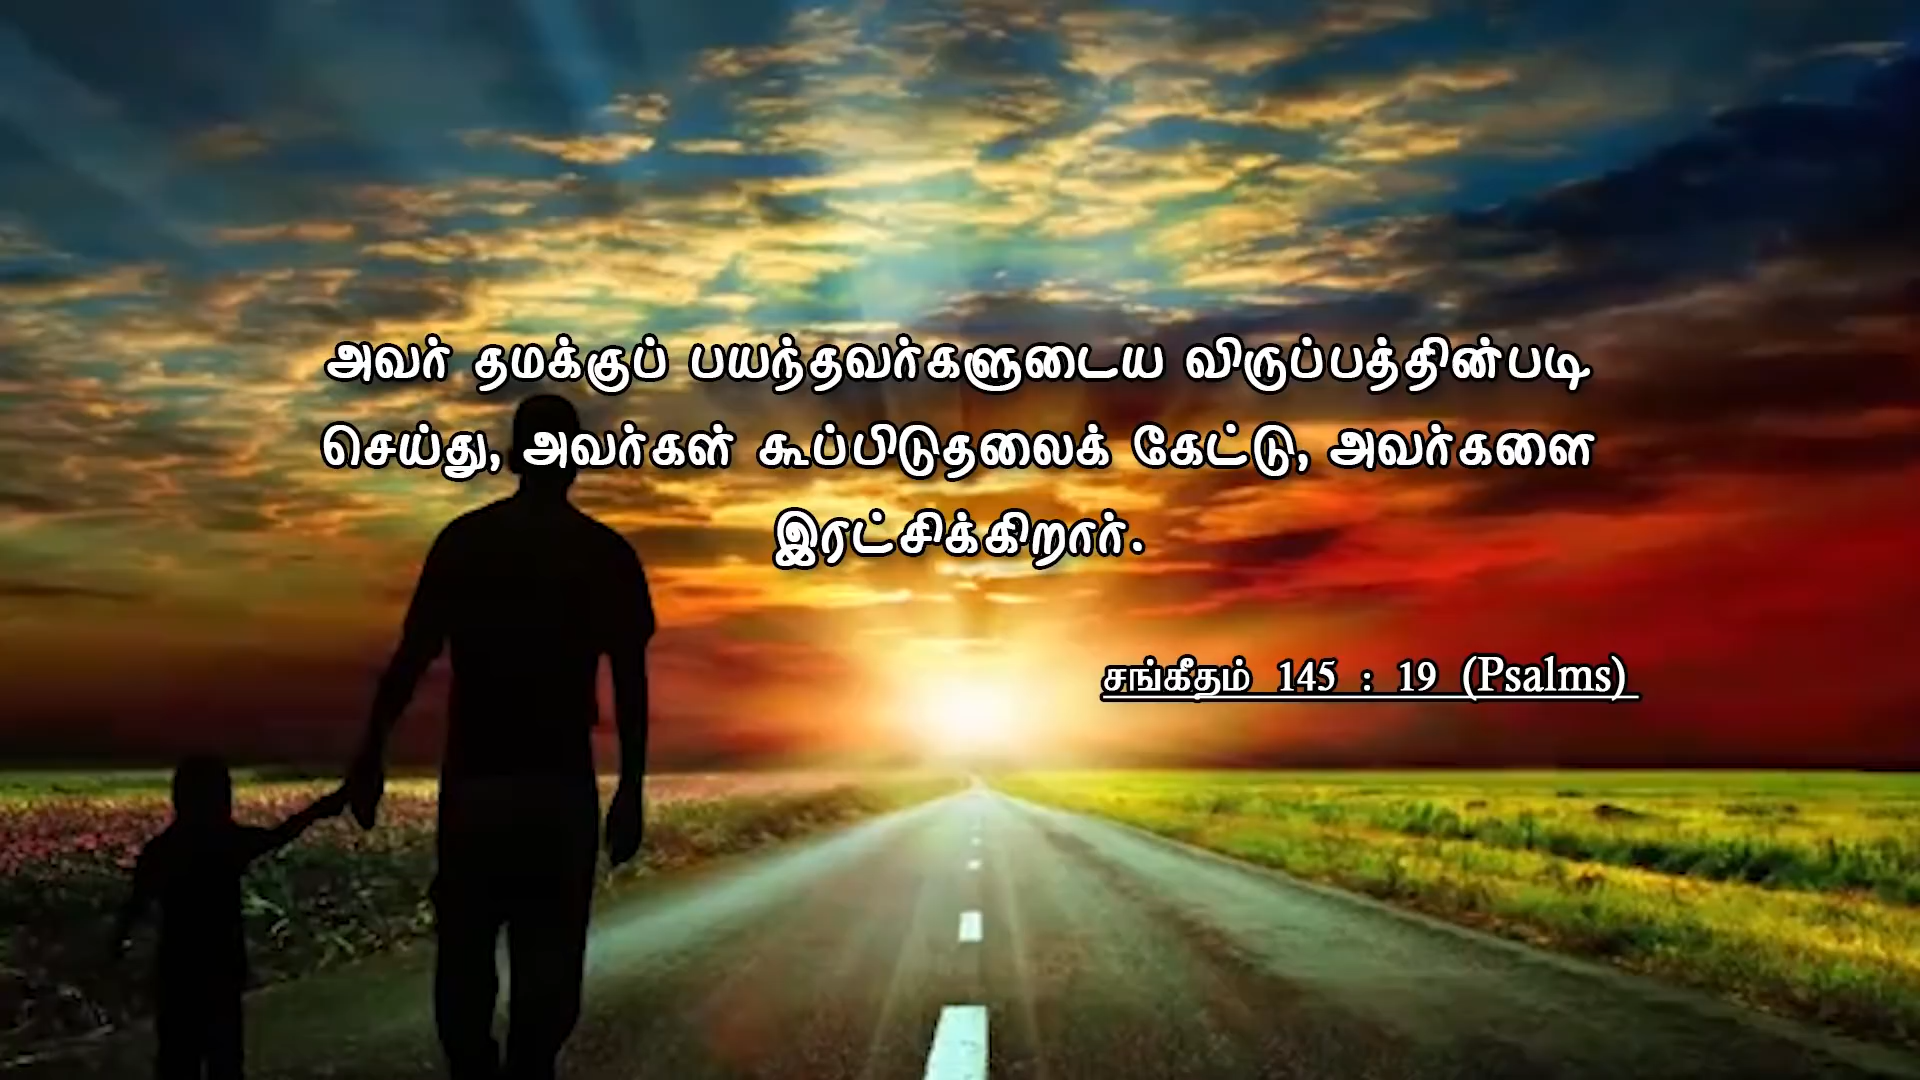 அவர் தமக்குப் பயந்தவர்களுடைய விருப்பத்தின்படி
செய்து, அவர்கள் கூப்பிடுதலைக் கேட்டு, அவர்களை
இரட்சிக்கிறார்.
சங்கீதம் 145 : 19 (Psalms)